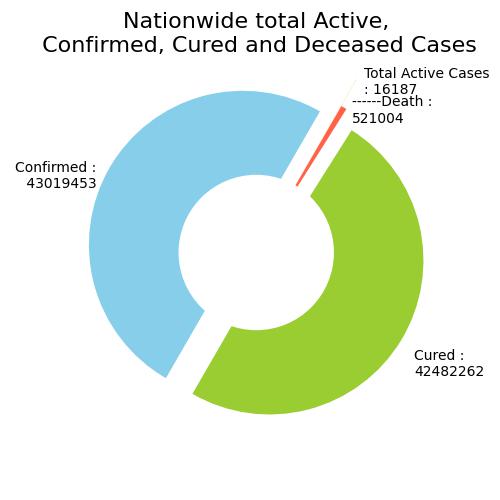 Nationwide total Active,
Confirmed, Cured and Deceased Cases
Total Active Cases
: 16187
------Death :
521004
Confirmed :
43019453
Cured :
42482262